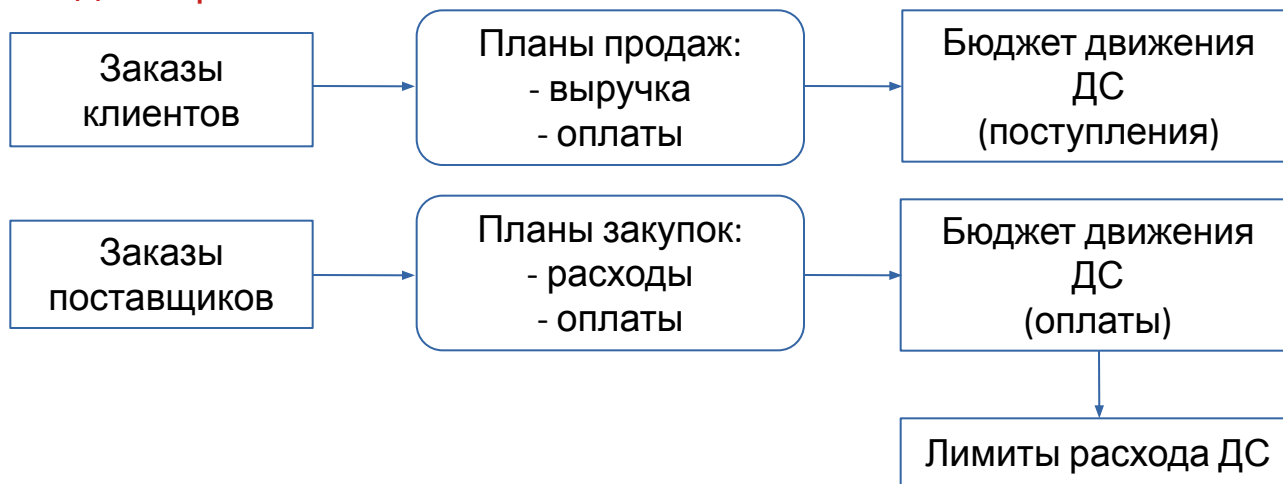 Заказы
клиентов
Планы продаж:
- выручка
- оплаты
Бюджет движения
ДС
(поступления)
Заказы
поставщиков
Планы закупок:
- расходы
- оплаты
Бюджет движения
ДС
(оплаты)
Лимиты расхода ДС